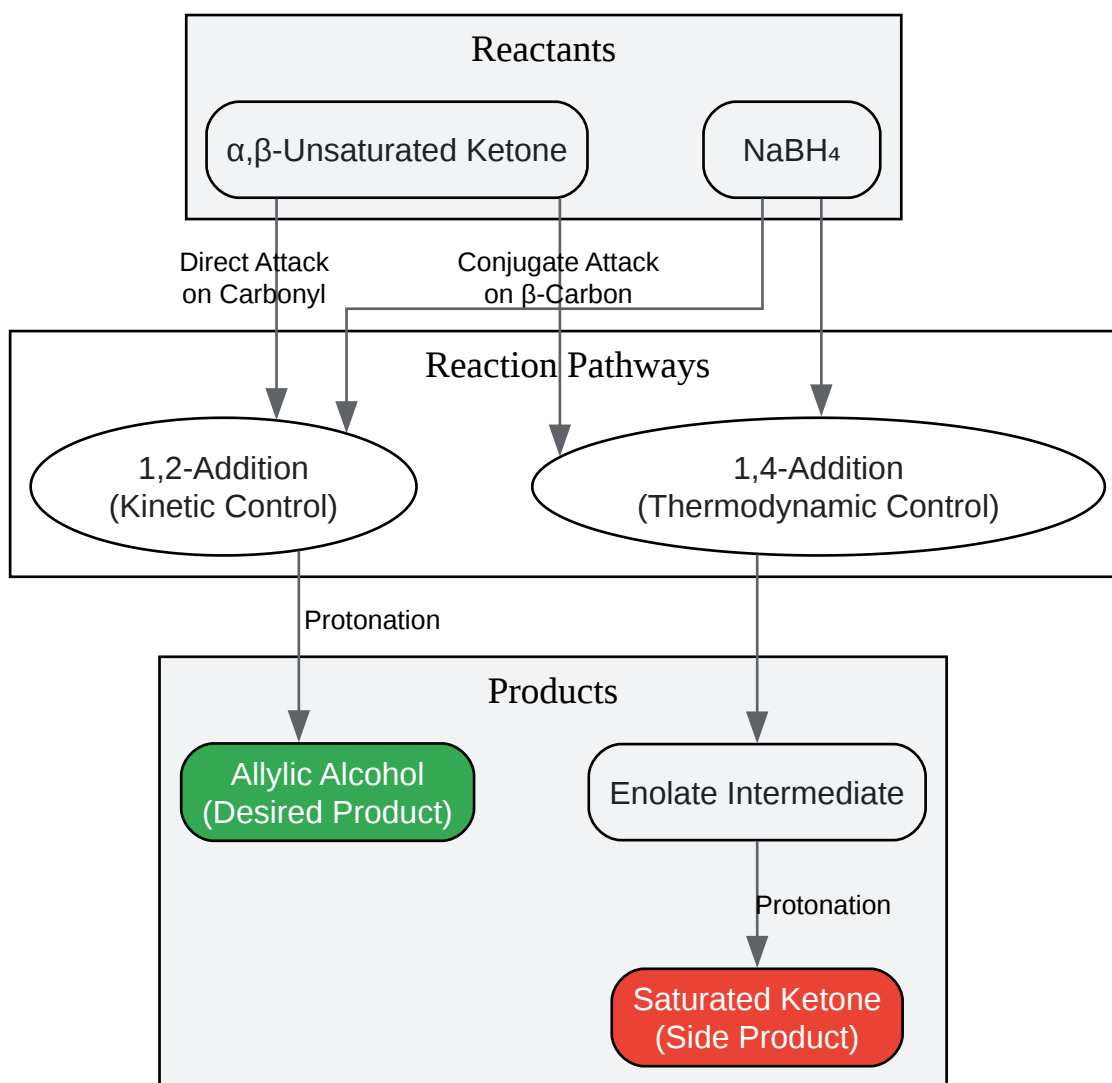 Reactants
α,β-Unsaturated Ketone
NaBH₄
Direct Attack
on Carbonyl
Conjugate Attack
on β-Carbon
Reaction Pathways
1,2-Addition
(Kinetic Control)
1,4-Addition
(Thermodynamic Control)
Protonation
Products
Allylic Alcohol
(Desired Product)
Enolate Intermediate
Protonation
Saturated Ketone
(Side Product)